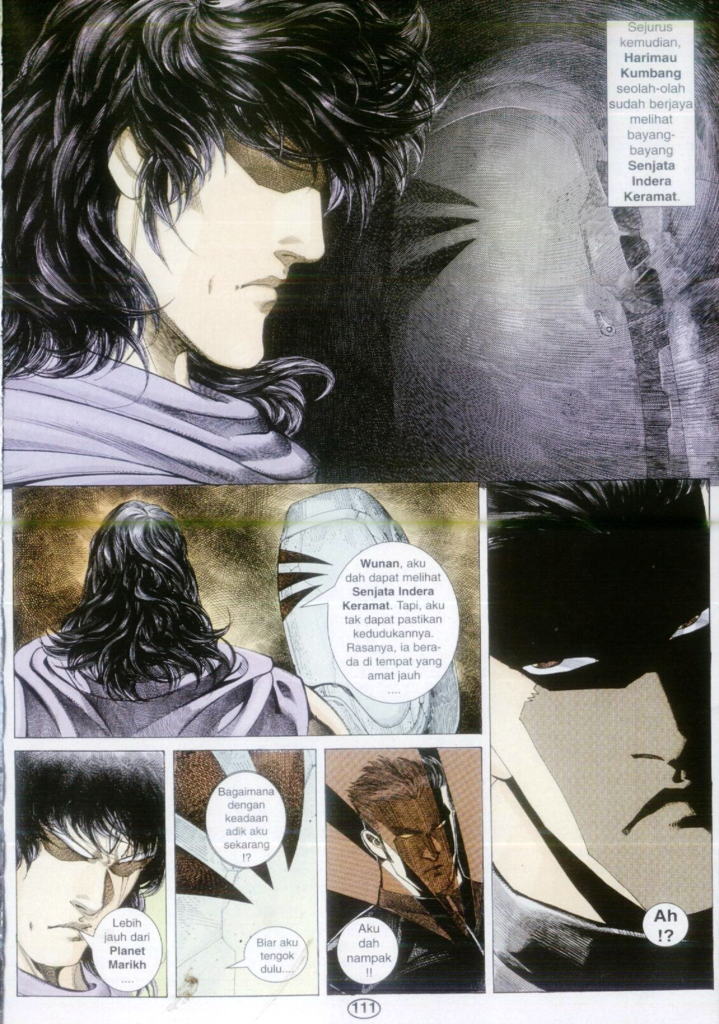 Sejurus
kemudian,
Harimau
Kumbang
seolah-olah
sudah berjaya
melihat
bayang-
bayang
Senjata
Indera
Keramat.
Wunan, aku
dah dapat melihat
Senjata Indera
Keramat. Tapi, aku
tak dapat pastikan
kedudukannya.
Rasanya, ia bera-
da di tempat yang
amat jauh
....
Lebih
jauh dari
Planet
Marikh
....
Bagaimana
dengan
keadaan
adik aku
sekarang
!?
Biar aku
tengok
dulu....
Aku
dah
nampak
!!
Ah
!?
111